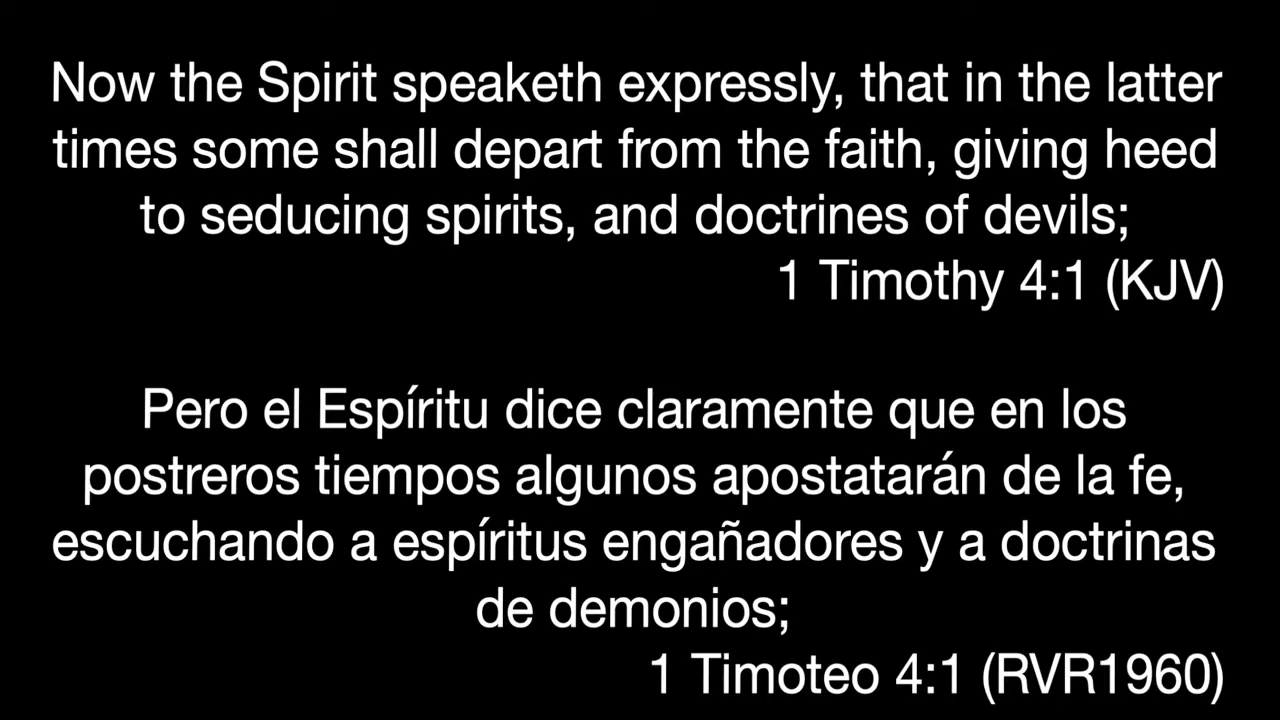 Now the Spirit speaketh expressly, that in the latter
times some shall depart from the faith, giving heed
to seducing spirits, and doctrines of devils;
1 Timothy 4:1 (KJV)
Pero el Espíritu dice claramente que en los
postreros tiempos algunos apostatarán de la fe,
escuchando a espíritus engañadores y a doctrinas
de demonios;
1 Timoteo 4:1 (RVR1960)